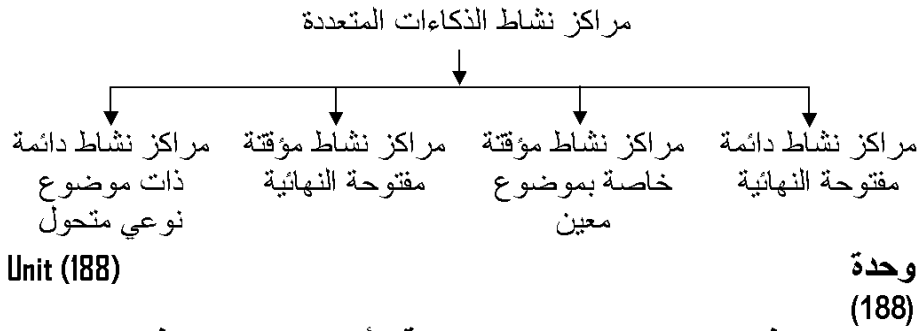 مراكز نشاط الذكاءات المتعددة
مراكز نشاط دائمة
مفتوحة النهائية
مراكز نشاط مؤقتة
خاصة بموضوع
معين
مراكز نشاط مؤقتة
مفتوحة النهائية
مراكز نشاط دائمة
ذات موضوع
نوعي متحول
وحدة
(188)
Unit (188)